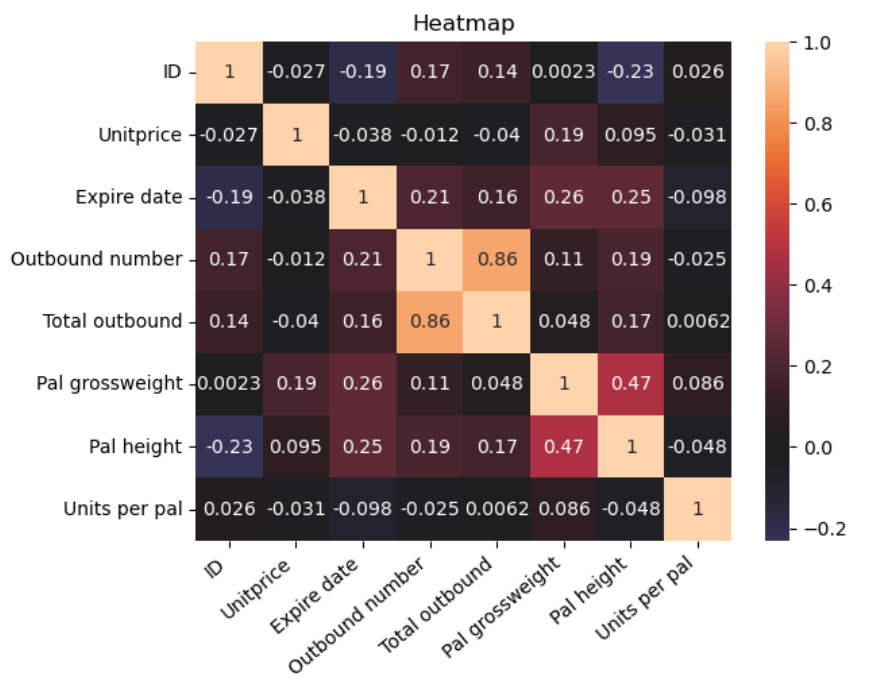 Heatmap
ID 1 -0.027 -0.19 0.17 0.14 0.0023 -0.23 0.026
Unitprice -0.027 1 -0.038 -0.012 -0.04 0.19 0.095 -0.031
Expire date -0.19 -0.038 1 0.21 0.16 0.26 0.25 -0.098
Outbound number 0.17 -0.012 0.21 1 0.86 0.11 0.19 -0.025
Total outbound 0.14 -0.04 0.16 0.86 1 0.048 0.17 0.0062
Pal grossweight 0.0023 0.19 0.26 0.11 0.048 1 0.47 0.086
Pal height -0.23 0.095 0.25 0.19 0.17 0.47 1 -0.048
Units per pal 0.026 -0.031 -0.098 -0.025 0.0062 0.086 -0.048 1
ID
Unitprice
Expire date
Outbound number
Total outbound
Pal grossweight
Pal height
Units per pal
1.0
0.8
0.6
0.4
0.2
0.0
−0.2